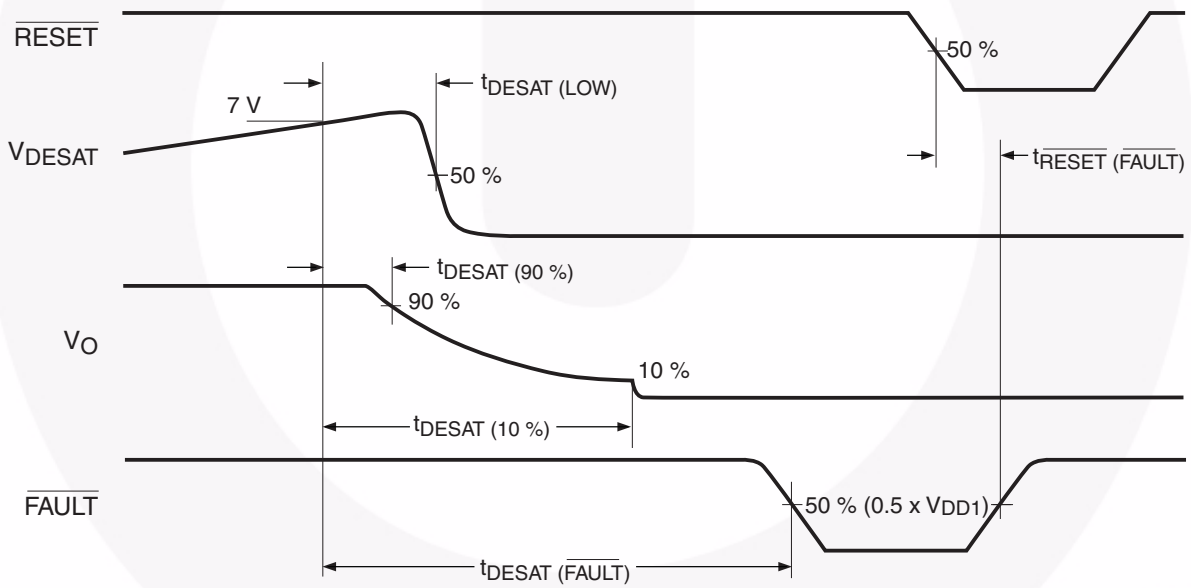 RESET
50 %
tDESAT (LOW)
7 V
VDESAT
50 %
tRESET (FAULT)
tDESAT (90 %)
90 %
VO
10 %
tDESAT (10 %)
FAULT
50 % (0.5 x VDD1)
tDESAT (FAULT)